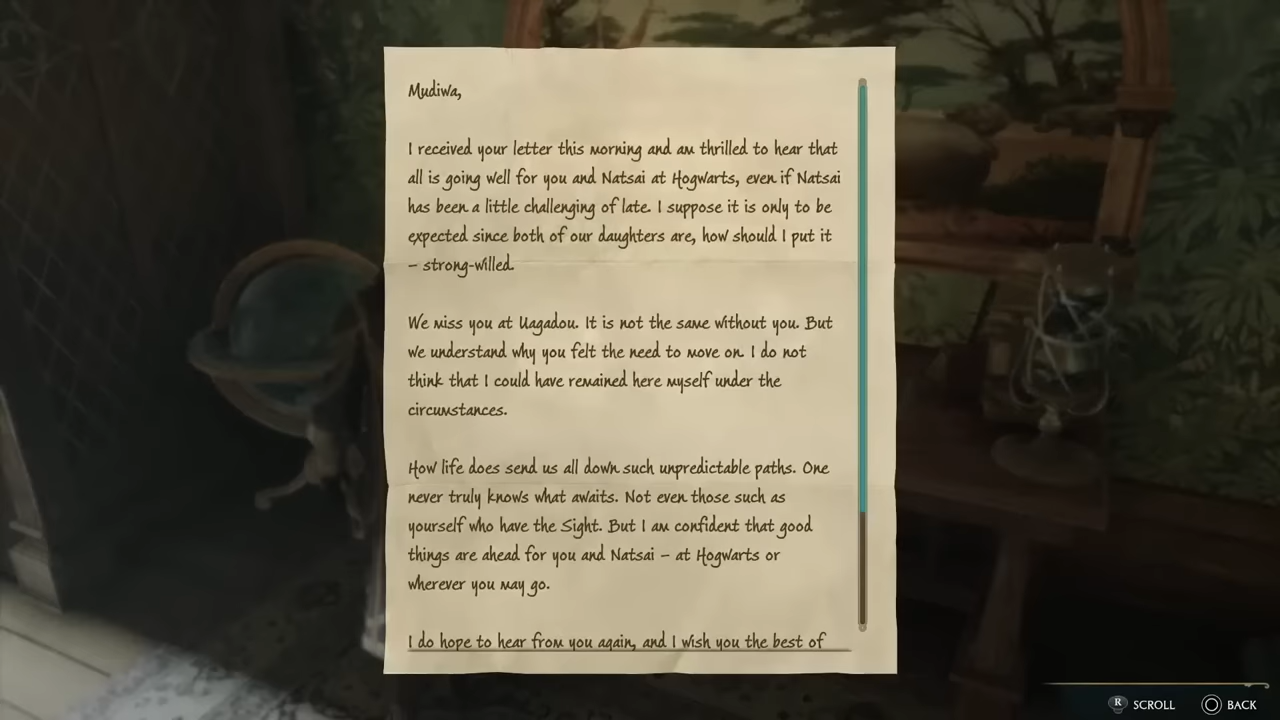 Mudiwa,
I received your letter this morning and am thrilled to hear that
all is going well for you and Natsai at Hogwarts, even if Natsai
has been a little challenging of late. I suppose it is only to be
expected since both of our daughters are, how should I put it
– strong-willed.
We miss you at Uagadou. It is not the same without you. But
we understand why you felt the need to move on. I do not
think that I could have remained here myself under the
circumstances.
How life does send us all down such unpredictable paths. One
never truly knows what awaits. Not even those such as
yourself who have the Sight. But I am confident that good
things are ahead for you and Natsai – at Hogwarts or
wherever you may go.
I do hope to hear from you again, and I wish you the best of
R SCROLL
BACK